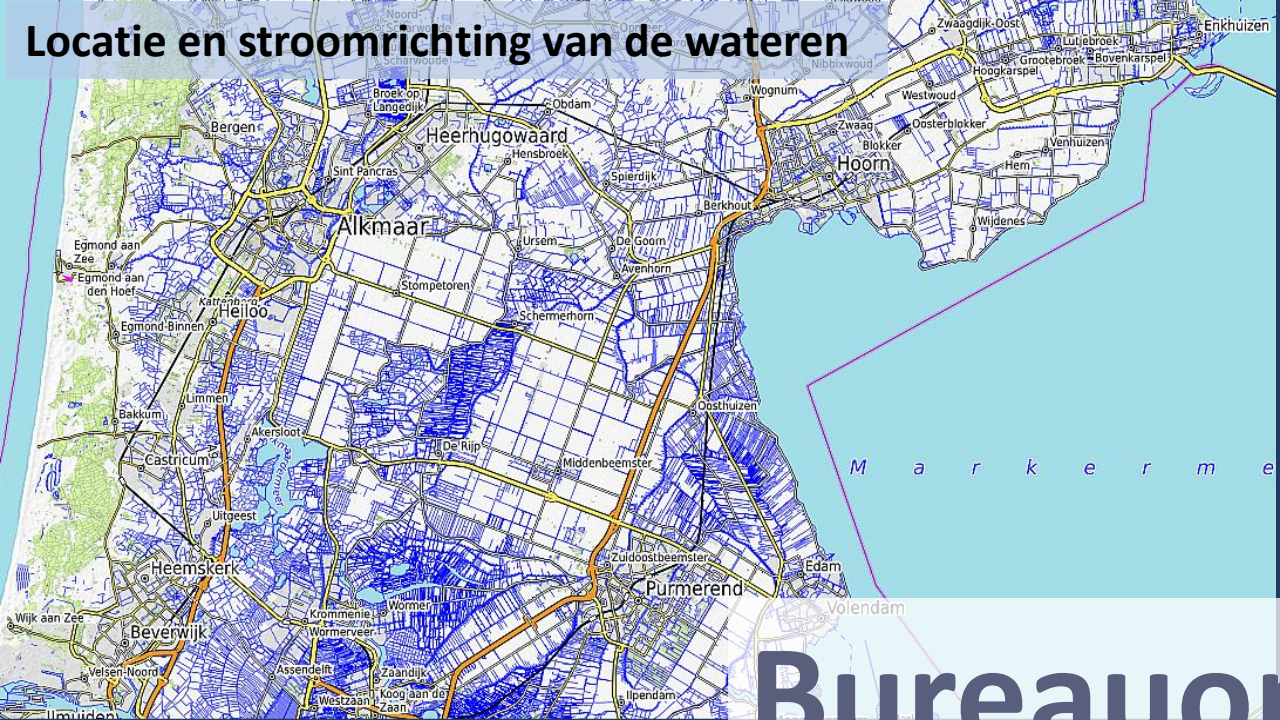 Locatie en stroomrichting van de wateren
Zwaagdijk-Oost
Enkhuizen
Lutjebroek
Grootebroek
Bovenkarspel
Hoogkarspel
Nibbixwoud
Scharwoude
Broek op
Langedijk
Obdam
Wognum
Westwoud
Bergen
Heerhugowaard
Zwaag
Oosterblokker
Blokker
Venhuizen
Hensbroek
Hoorn
Hem
Sint Pancras
Spierdijk
Berkhout
Wijdenes
Alkmaar
Ursem
De Goorn
Egmond aan
Zee
Avenhorn
Egmond aan
den Hoef
Stompetoren
Heiloo
Schermerhorn
Egmond-Binnen
Limmen
Oosthuizen
Bakkum
Akersloot
De Rijp
Castricum
Middenbeemster
M a r k e r m e
Uitgeest
Zuidoostbeemster
Heemskerk
Edam
Purmerend
Wormer
Volendam
Krommenie
Wijk aan Zee
Wormerveer
Beverwijk
Assendelft
Zaandijk
Velsen-Noord
Koog aan de
Zaan
Westzaan
Ilpendam
Bureauo